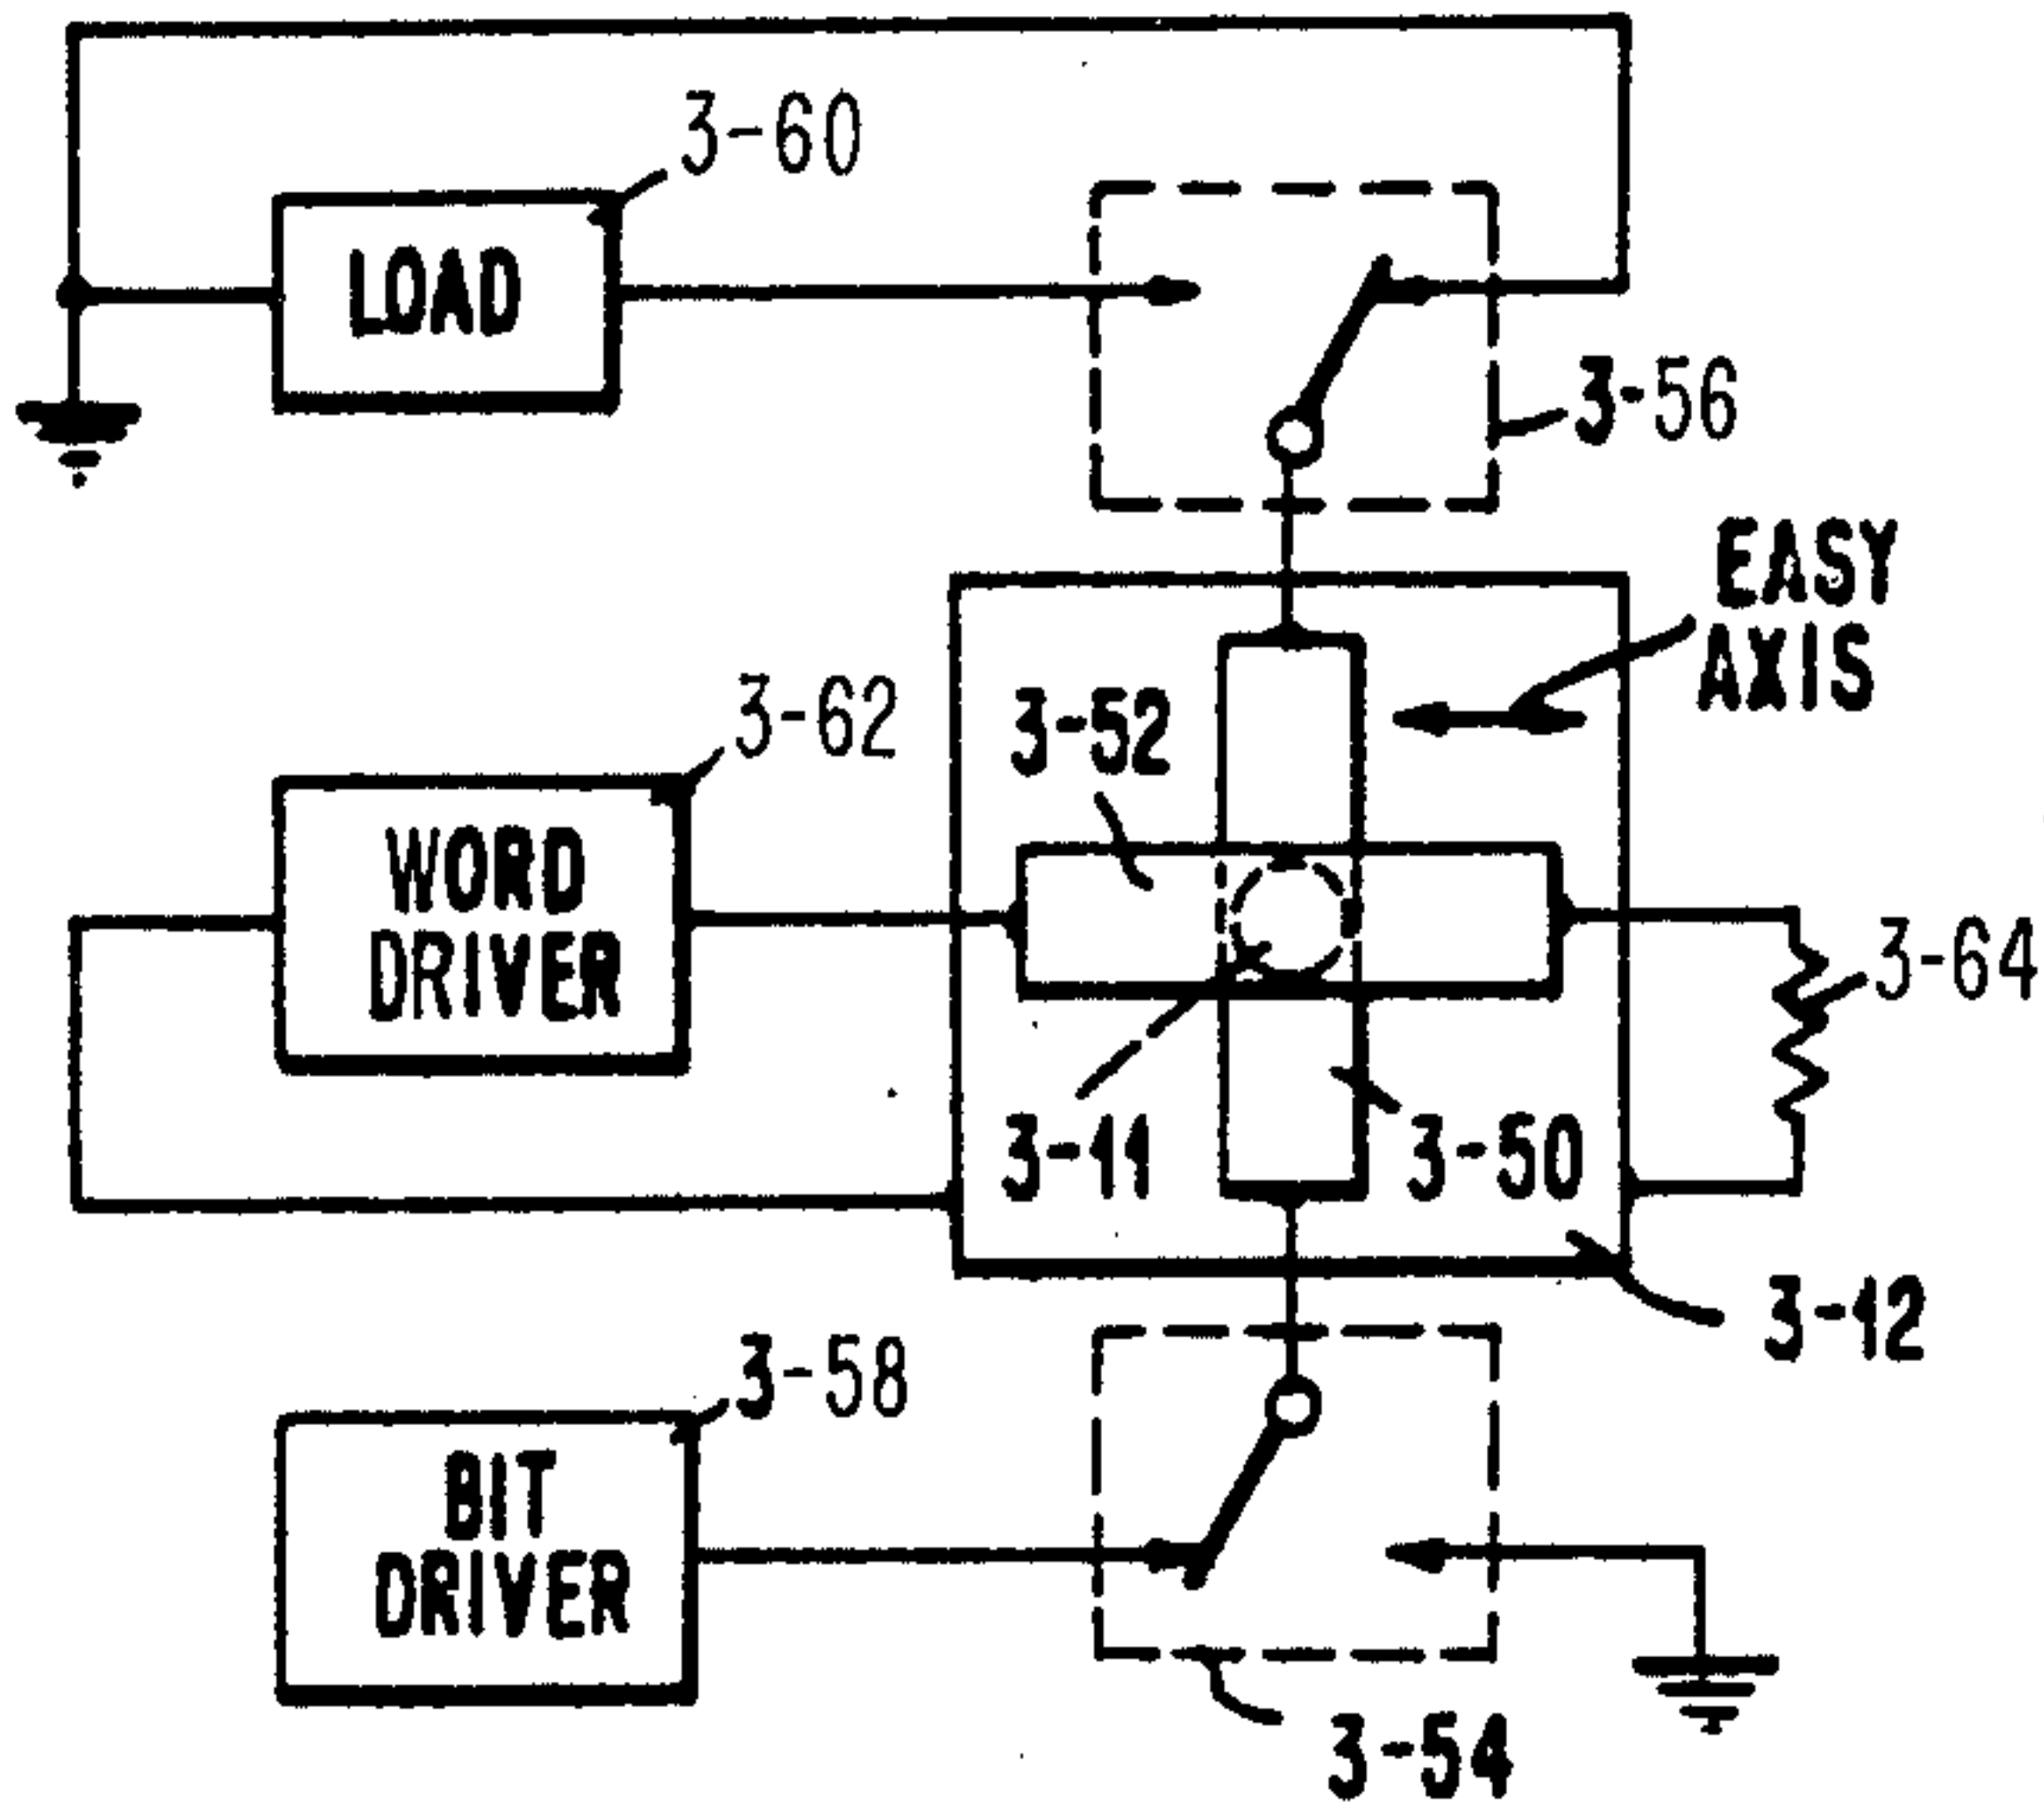 3-60
LOAD
3-56
EASY
AXIS
3-52
3-62
WORD
DRIVER
3-64
3-11
3-50
3-12
3-58
BIT
DRIVER
3-54